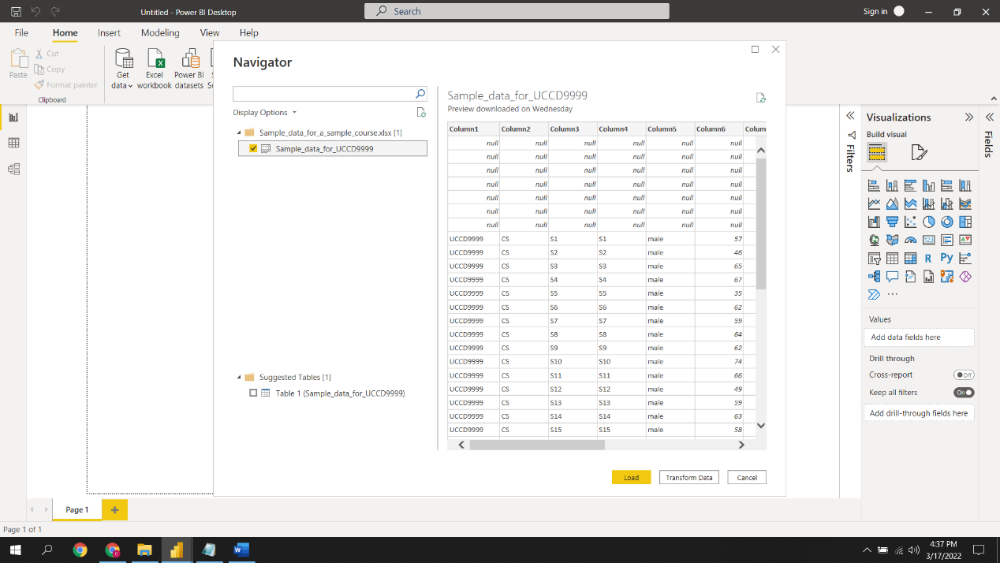 Untitled - Power BI Desktop
Search
Sign in
File Home Insert Modeling View Help
Paste
Cut
Copy
Format painter
Clipboard
Get data
Excel workbook
Power BI datasets
Navigator
Display Options
Sample_data_for_a_sample_course.xlsx [1]
Sample_data_for_UCCD9999
Suggested Tables [1]
Table 1 (Sample_data_for_UCCD9999)
Sample_data_for_UCCD9999
Preview downloaded on Wednesday
Column1 Column2 Column3 Column4 Column5 Column6 Colum
null null null null null null
null null null null null null
null null null null null null
null null null null null null
null null null null null null
null null null null null null
null null null null null null
UCCD9999 CS S1 S1 male 57
UCCD9999 CS S2 S2 male 46
UCCD9999 CS S3 S3 male 65
UCCD9999 CS S4 S4 male 67
UCCD9999 CS S5 S5 male 35
UCCD9999 CS S6 S6 male 62
UCCD9999 CS S7 S7 male 59
UCCD9999 CS S8 S8 male 64
UCCD9999 CS S9 S9 male 62
UCCD9999 CS S10 S10 male 74
UCCD9999 CS S11 S11 male 66
UCCD9999 CS S12 S12 male 49
UCCD9999 CS S13 S13 male 59
UCCD9999 CS S14 S14 male 63
UCCD9999 CS S15 S15 male 58
Load Transform Data Cancel
Filters
Visualizations
Build visual
123
R Py
Values
Add data fields here
Drill through
Cross-report Off
Keep all filters On
Add drill-through fields here
Fields
Page 1
Page 1 of 1
4:37 PM
3/17/2022